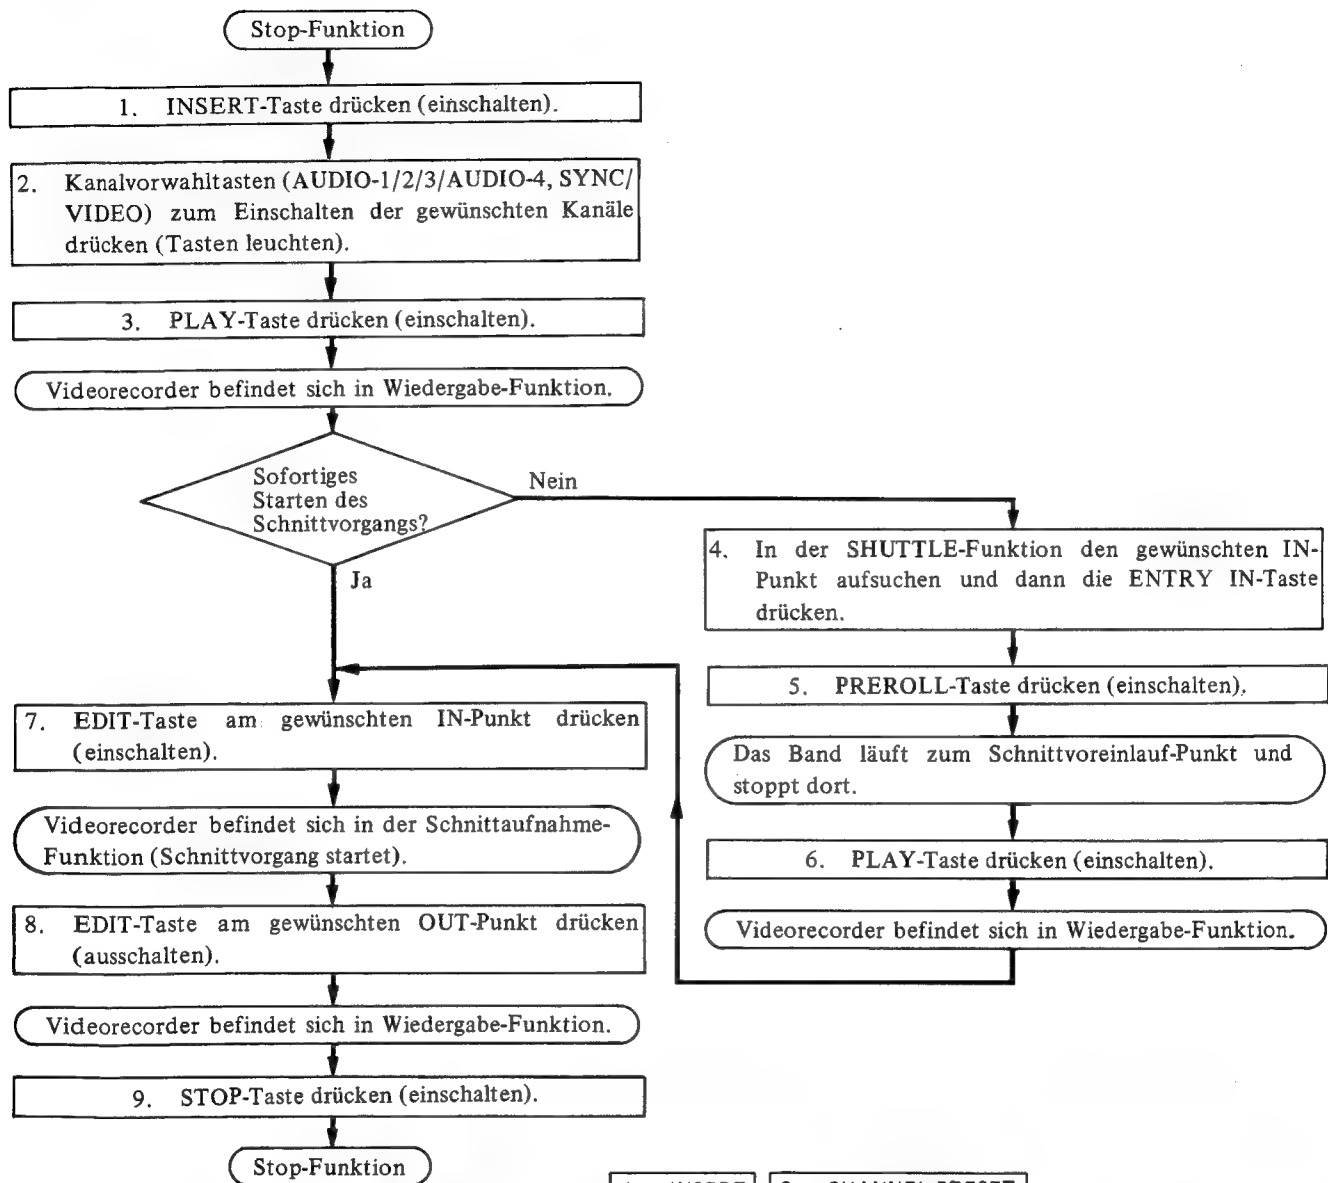 Stop-Funktion
1. INSERT-Taste drücken (einschalten).
2. Kanalvorwahltasten (AUDIO-1/2/3/AUDIO-4, SYNC/
VIDEO) zum Einschalten der gewünschten Kanäle
drücken (Tasten leuchten).
3. PLAY-Taste drücken (einschalten).
Videorecorder befindet sich in Wiedergabe-Funktion.
Sofortiges
Starten des
Schnittvorgangs?
Nein
Ja
4. In der SHUTTLE-Funktion den gewünschten IN-
Punkt aufsuchen und dann die ENTRY IN-Taste
drücken.
5. PREROLL-Taste drücken (einschalten).
Das Band läuft zum Schnittvoreinlauf-Punkt und
stoppt dort.
6. PLAY-Taste drücken (einschalten).
Videorecorder befindet sich in Wiedergabe-Funktion.
7. EDIT-Taste am gewünschten IN-Punkt drücken
(einschalten).
Videorecorder befindet sich in der Schnittaufnahme-
Funktion (Schnittvorgang startet).
8. EDIT-Taste am gewünschten OUT-Punkt drücken
(ausschalten).
Videorecorder befindet sich in Wiedergabe-Funktion.
9. STOP-Taste drücken (einschalten).
Stop-Funktion